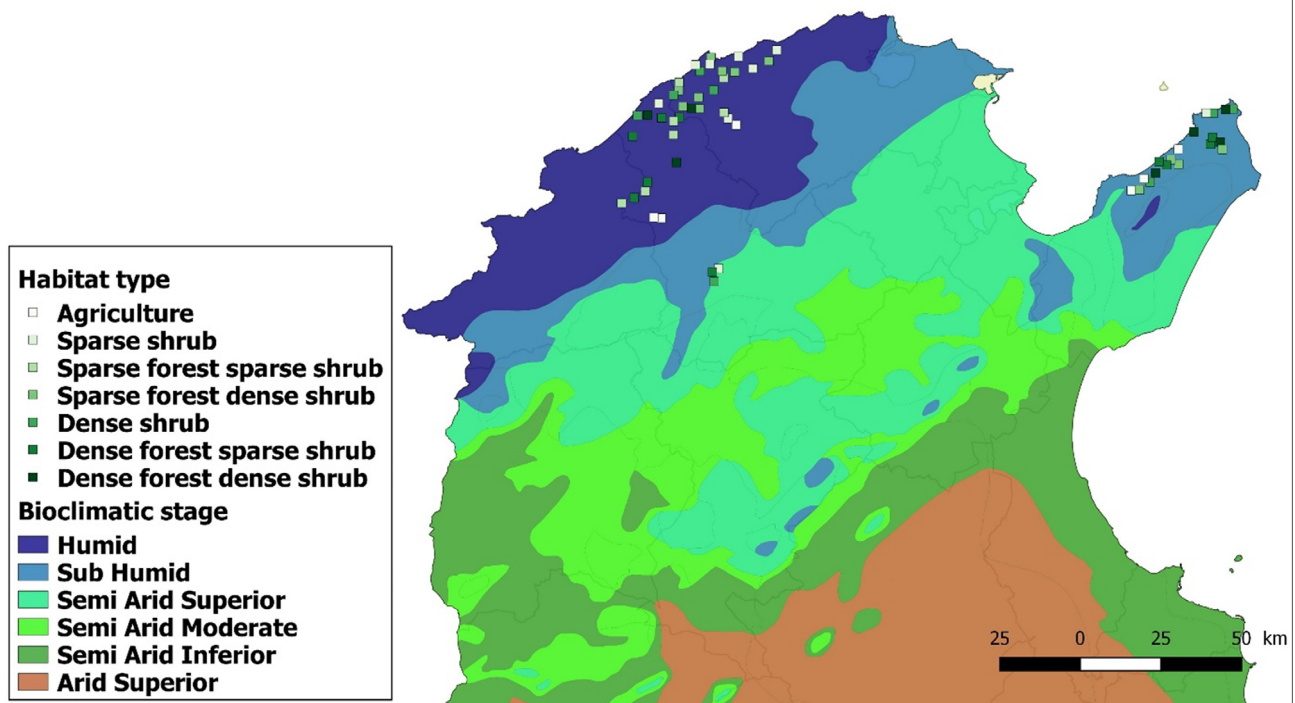 Habitat type
Agriculture
Sparse shrub
Sparse forest sparse shrub
Sparse forest dense shrub
Dense shrub
Dense forest sparse shrub
Dense forest dense shrub
Bioclimatic stage
Humid
Sub Humid
Semi Arid Superior
Semi Arid Moderate
Semi Arid Inferior
Arid Superior
25 0 25 50 km